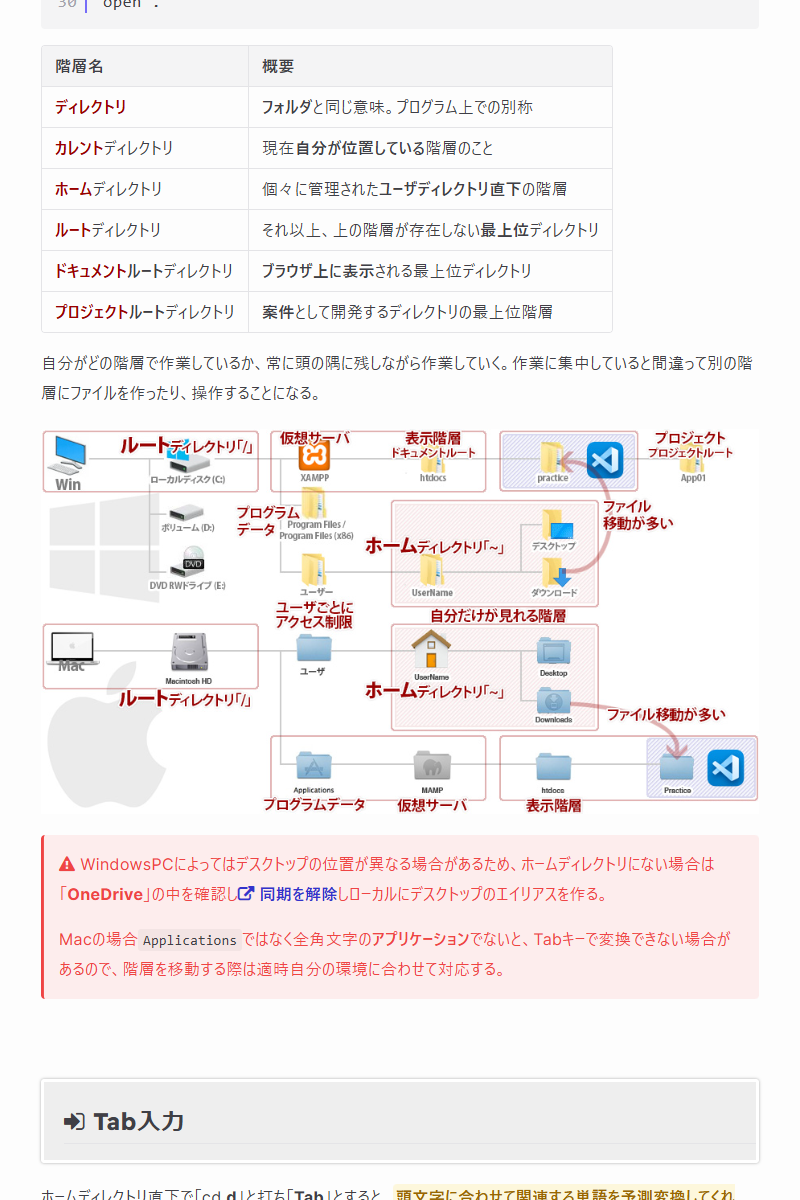 30 open .
階層名 概要
ディレクトリ フォルダと同じ意味。プログラム上での別称
カレントディレクトリ 現在自分が位置している階層のこと
ホームディレクトリ 個々に管理されたユーザディレクトリ直下の階層
ルートディレクトリ それ以上、上の階層が存在しない最上位ディレクトリ
ドキュメントルートディレクトリ ブラウザ上に表示される最上位ディレクトリ
プロジェクトルートディレクトリ 案件として開発するディレクトリの最上位階層
自分がどの階層で作業しているか、常に頭の隅に残しながら作業していく。作業に集中していると間違って別の階
層にファイルを作ったり、操作することになる。
Win
ルートディレクトリ「/」
ローカルディスク (C:)
仮想サーバ
XAMPP
表示階層
ドキュメントルート
htdocs
practice
プロジェクト
プロジェクトルート
App01
ボリューム (D:)
プログラム
データ
Program Files /
Program Files (x86)
ファイル
移動が多い
ホームディレクトリ「~」
デスクトップ
DVD
DVD RWドライブ (E:)
ユーザー
UserName
ダウンロード
ユーザごとに
アクセス制限
自分だけが見れる階層
Mac
Macintosh HD
ルートディレクトリ「/」
ユーザ
UserName
ホームディレクトリ「~」
Desktop
Downloads
ファイル移動が多い
Applications
プログラムデータ
MAMP
仮想サーバ
htdocs
表示階層
Practice
WindowsPCによってはデスクトップの位置が異なる場合があるため、ホームディレクトリにない場合は
「OneDrive」の中を確認し 同期を解除しローカルにデスクトップのエイリアスを作る。
Macの場合 Applications ではなく全角文字のアプリケーションでないと、Tabキーで変換できない場合が
あるので、階層を移動する際は適時自分の環境に合わせて対応する。
Tab入力
ホームディレクトリ直下で「cd d」と打ち「Tab」とすると、頭文字に合わせて関連する単語を予測変換してくれ